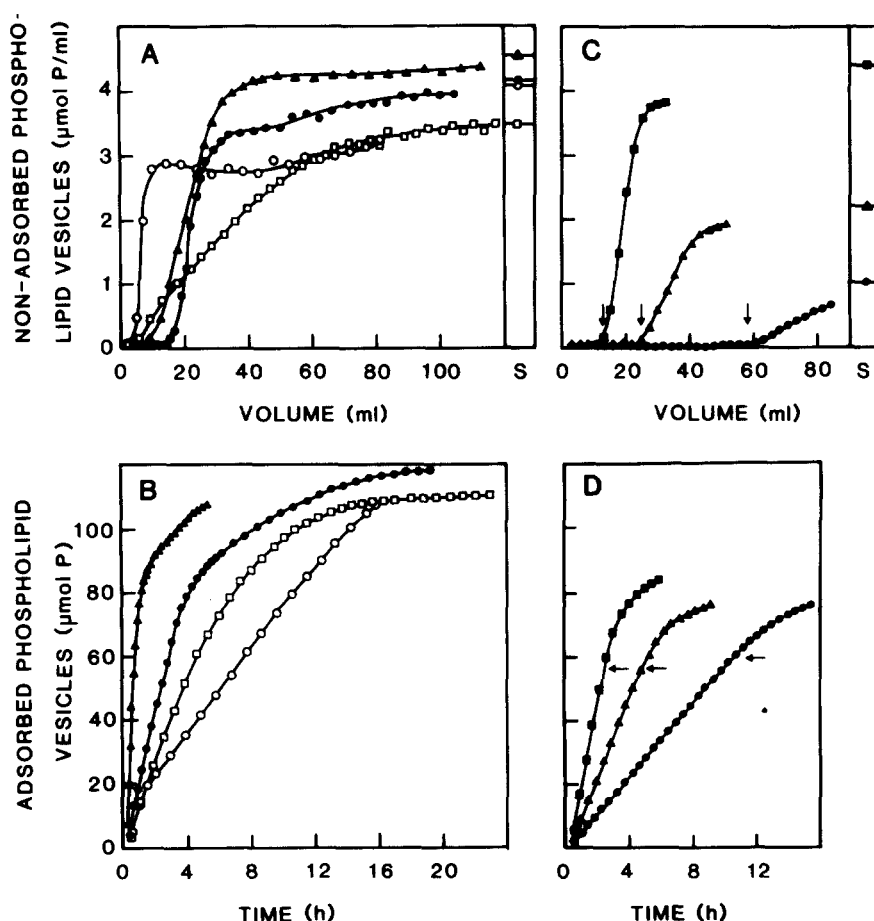 NON-ADSORBED PHOSPHO-
LIPID VESICLES (μmol P/ml)
A
4
3
2
1
0
0 20 40 60 80 100 S
VOLUME (ml)
C
0 20 40 60 80 S
VOLUME (ml)
ADSORBED PHOSPHOLIPID
VESICLES (μmol P)
B
100
80
60
40
20
0
0 4 8 12 16 20
TIME (h)
D
0 4 8 12
TIME (h)